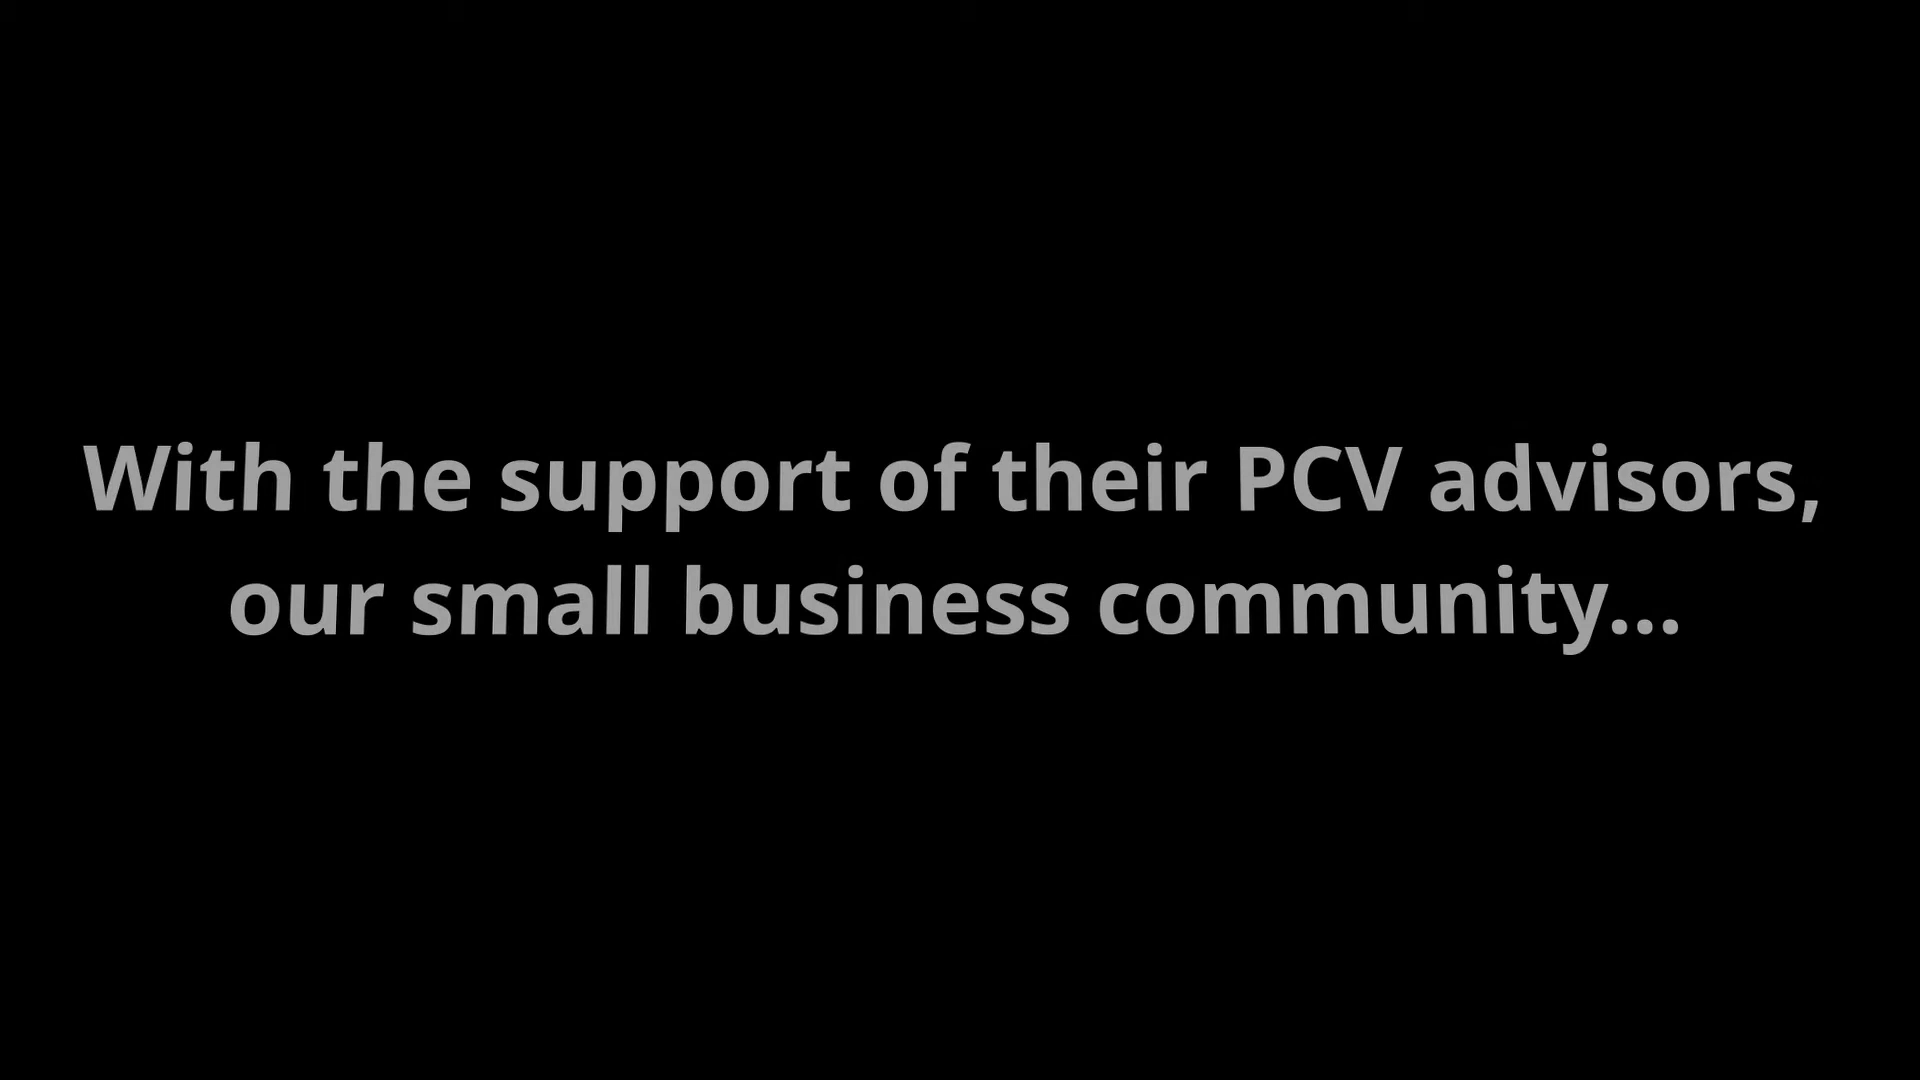 With the support of their PCV advisors,
our small business community...